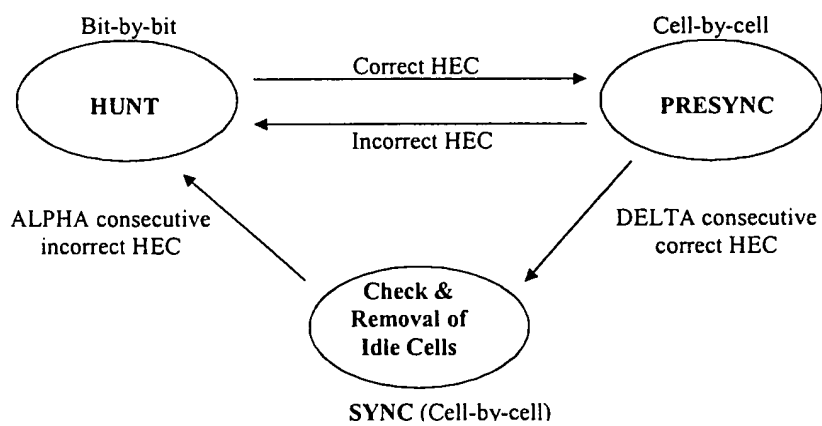 Bit-by-bit
Cell-by-cell
Correct HEC
HUNT
PRESYNC
Incorrect HEC
ALPHA consecutive
incorrect HEC
DELTA consecutive
correct HEC
Check &
Removal of
Idle Cells
SYNC (Cell-by-cell)